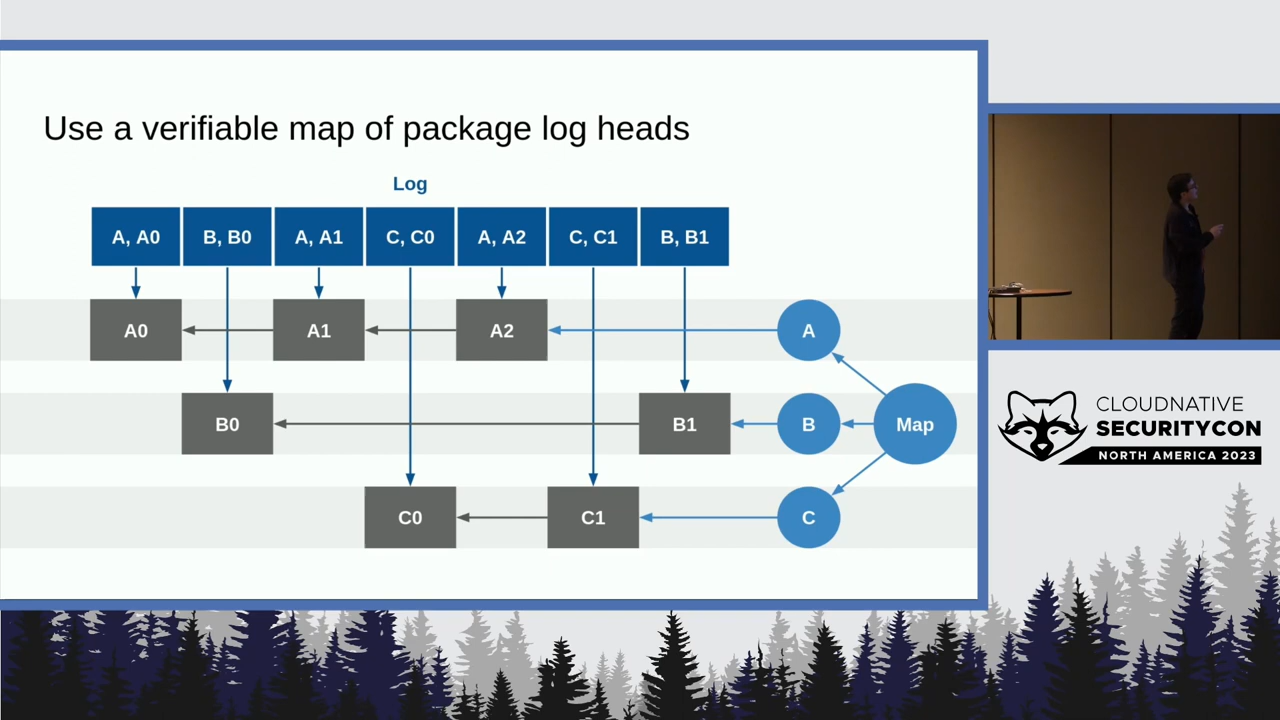 Use a verifiable map of package log heads
Log
A, A0
B, B0
A, A1
C, C0
A, A2
C, C1
B, B1
A0
A1
A2
A
B0
B1
B
Map
C0
C1
C
CLOUDNATIVE
SECURITYCON
NORTH AMERICA 2023